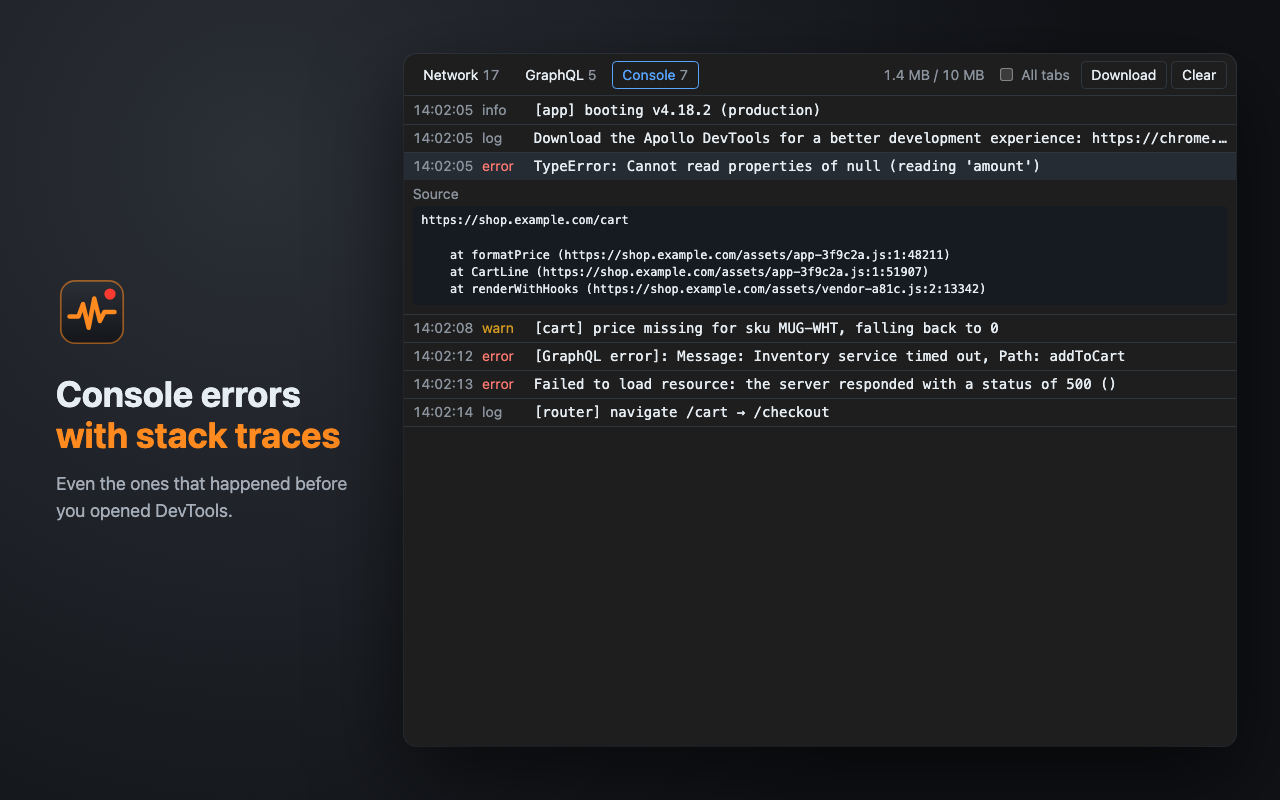 Network 17 GraphQL 5 Console 7 1.4 MB / 10 MB All tabs Download Clear
14:02:05 info [app] booting v4.18.2 (production)
14:02:05 log Download the Apollo DevTools for a better development experience: https://chrome.…
14:02:05 error TypeError: Cannot read properties of null (reading 'amount')
Source
https://shop.example.com/cart
at formatPrice (https://shop.example.com/assets/app-3f9c2a.js:1:48211)
at CartLine (https://shop.example.com/assets/app-3f9c2a.js:1:51907)
at renderWithHooks (https://shop.example.com/assets/vendor-a81c.js:2:13342)
14:02:08 warn [cart] price missing for sku MUG-WHT, falling back to 0
14:02:12 error [GraphQL error]: Message: Inventory service timed out, Path: addToCart
14:02:13 error Failed to load resource: the server responded with a status of 500 ()
14:02:14 log [router] navigate /cart → /checkout
Console errors
with stack traces
Even the ones that happened before
you opened DevTools.